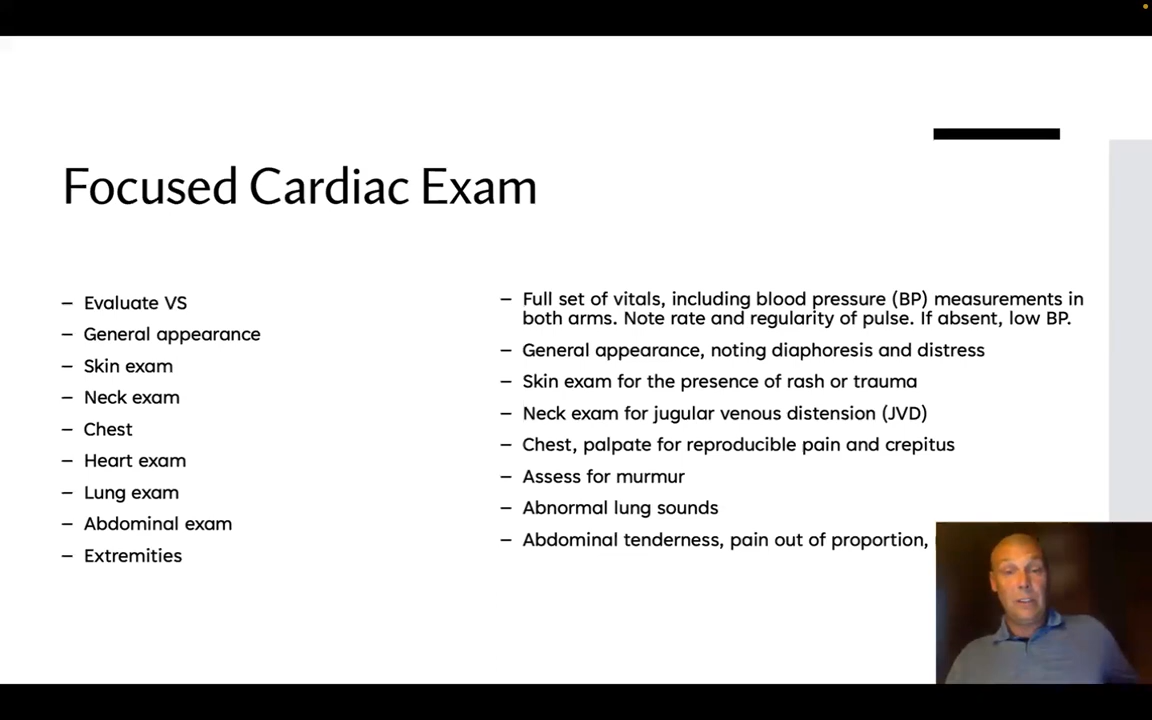 Focused Cardiac Exam
– Evaluate VS
– General appearance
– Skin exam
– Neck exam
– Chest
– Heart exam
– Lung exam
– Abdominal exam
– Extremities
– Full set of vitals, including blood pressure (BP) measurements in
both arms. Note rate and regularity of pulse. If absent, low BP.
– General appearance, noting diaphoresis and distress
– Skin exam for the presence of rash or trauma
– Neck exam for jugular venous distension (JVD)
– Chest, palpate for reproducible pain and crepitus
– Assess for murmur
– Abnormal lung sounds
– Abdominal tenderness, pain out of proportion,